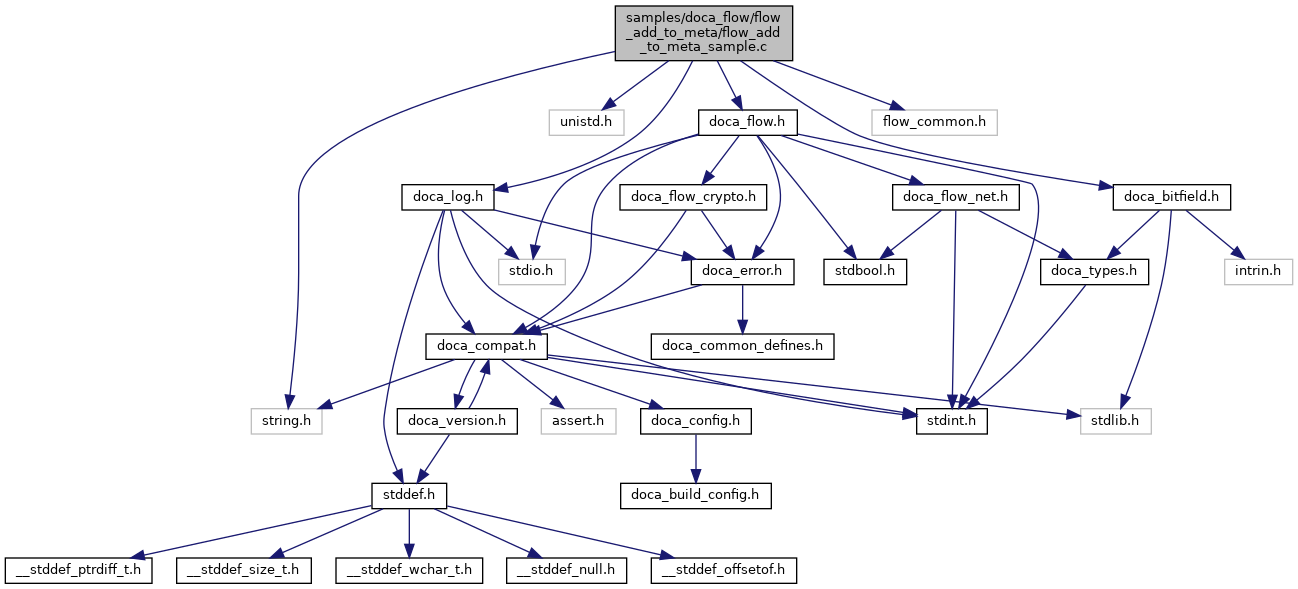 samples/doca_flow/flow
_add_to_meta/flow_add
_to_meta_sample.c
unistd.h
doca_flow.h
flow_common.h
doca_log.h
doca_flow_crypto.h
doca_flow_net.h
doca_bitfield.h
stdio.h
doca_error.h
stdbool.h
doca_types.h
intrin.h
doca_compat.h
doca_common_defines.h
string.h
doca_version.h
assert.h
doca_config.h
stdint.h
stdlib.h
stddef.h
doca_build_config.h
__stddef_ptrdiff_t.h
__stddef_size_t.h
__stddef_wchar_t.h
__stddef_null.h
__stddef_offsetof.h